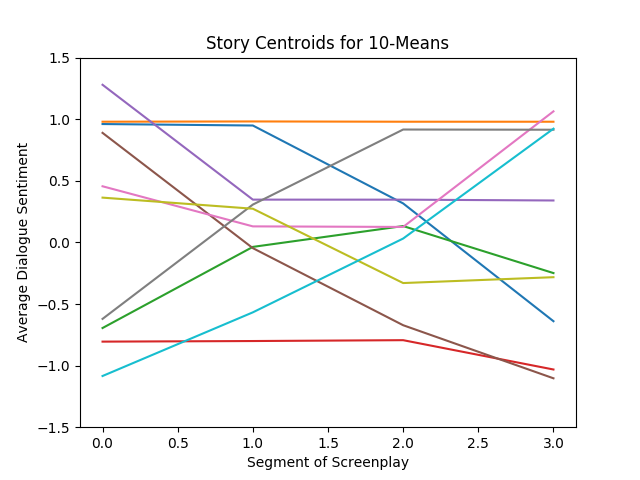 Story Centroids for 10-Means
1.5
1.0
0.5
0.0
−0.5
−1.0
−1.5
Average Dialogue Sentiment
0.0 0.5 1.0 1.5 2.0 2.5 3.0
Segment of Screenplay